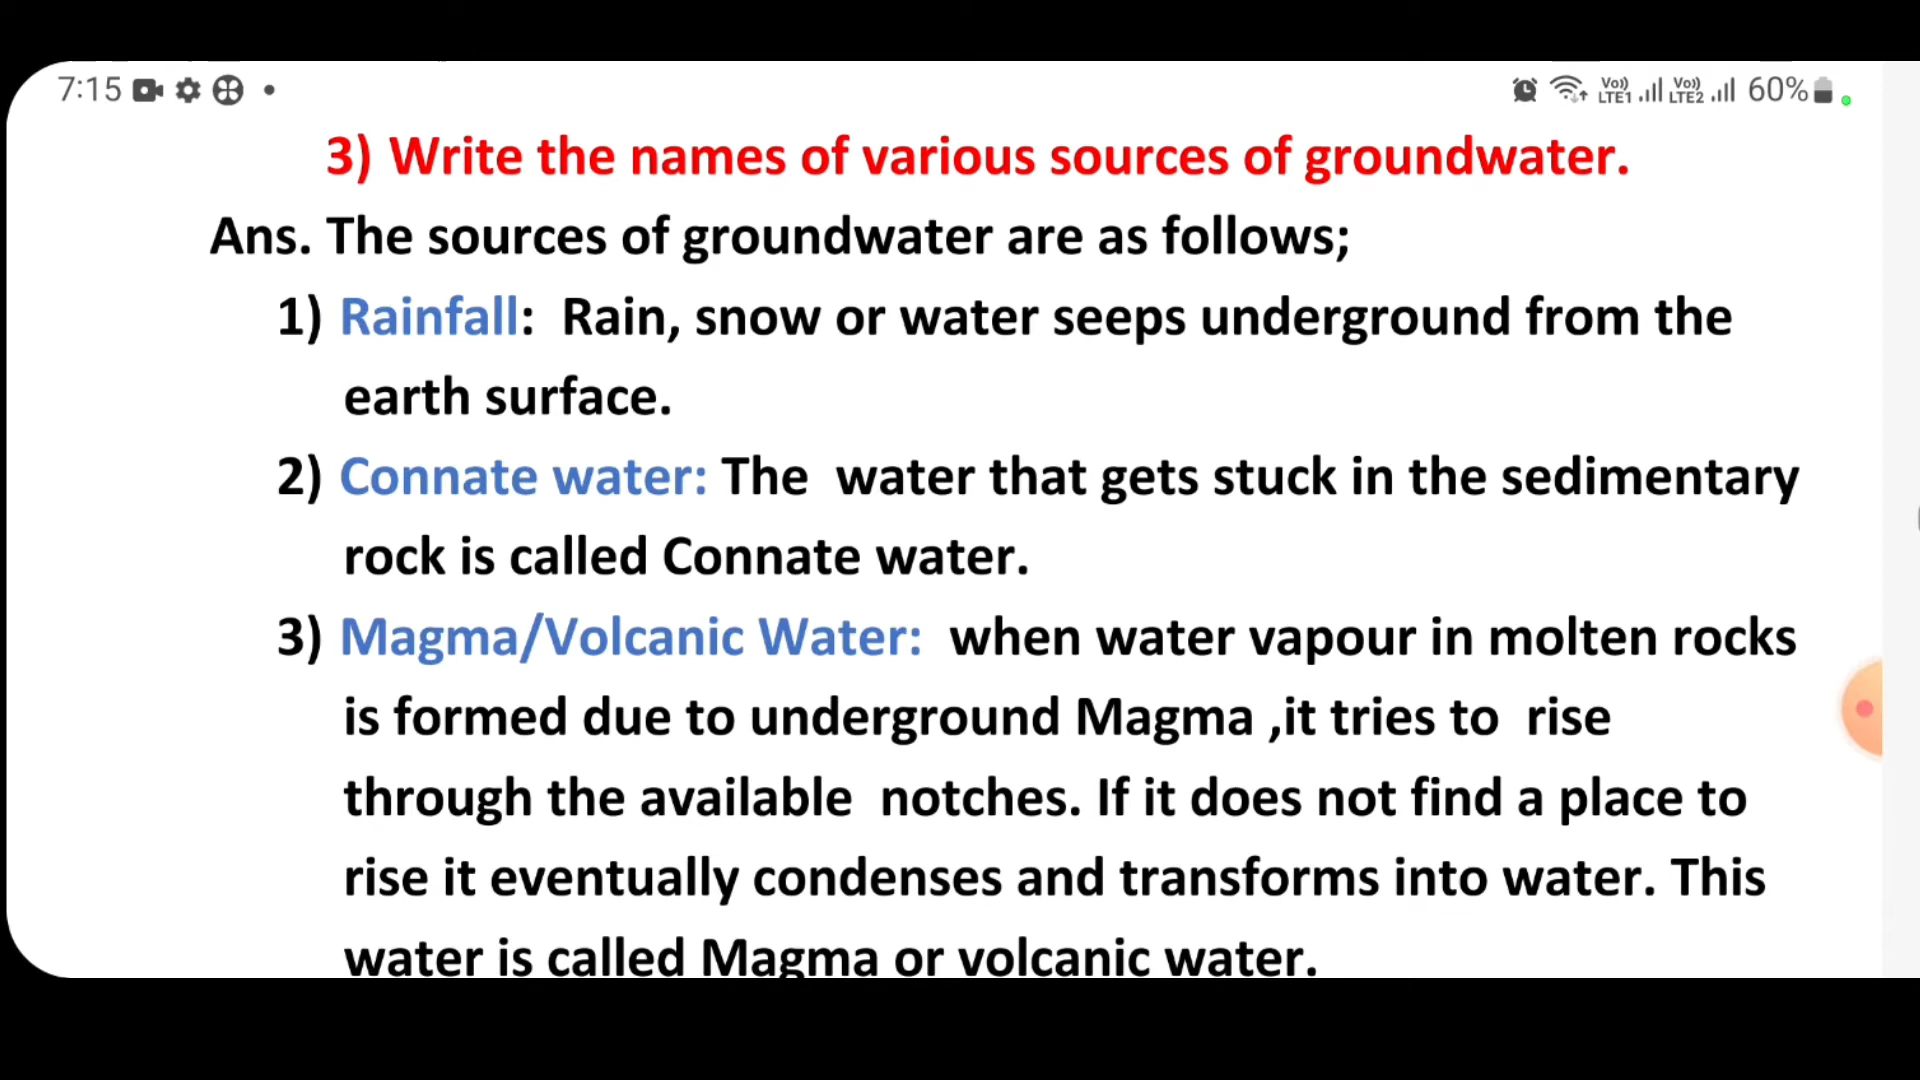 7:15 Vo)) LTE1 Vo)) LTE2 60%
3) Write the names of various sources of groundwater.
Ans. The sources of groundwater are as follows;
1) Rainfall: Rain, snow or water seeps underground from the
earth surface.
2) Connate water: The water that gets stuck in the sedimentary
rock is called Connate water.
3) Magma/Volcanic Water: when water vapour in molten rocks
is formed due to underground Magma ,it tries to rise
through the available notches. If it does not find a place to
rise it eventually condenses and transforms into water. This
water is called Magma or volcanic water.